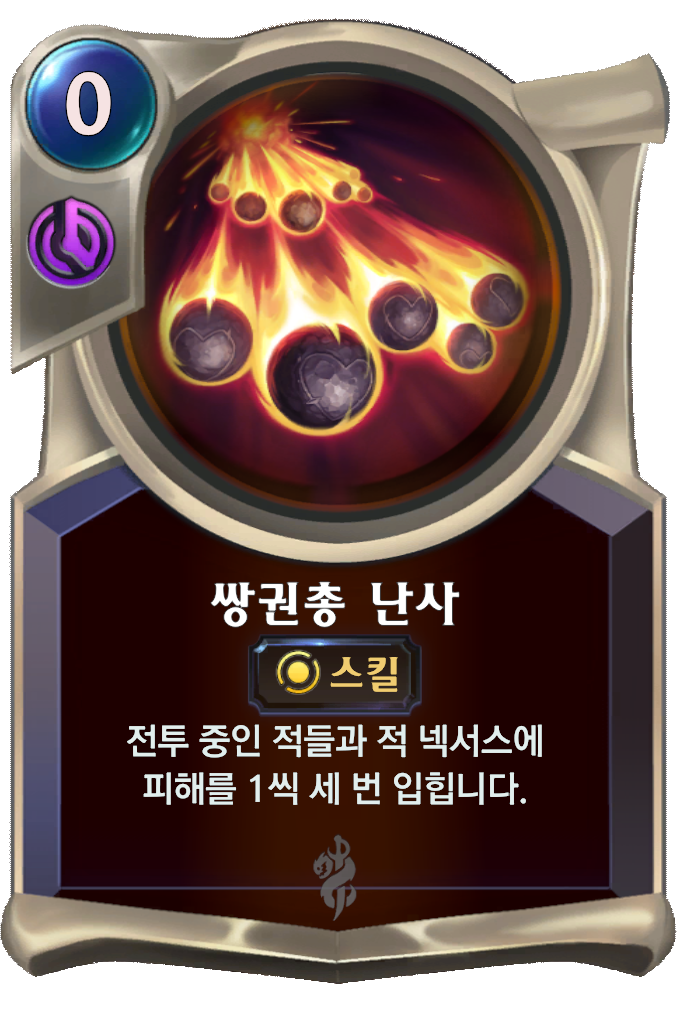 0
쌍권총 난사
스킬
전투 중인 적들과 적 넥서스에
피해를 1씩 세 번 입힙니다.